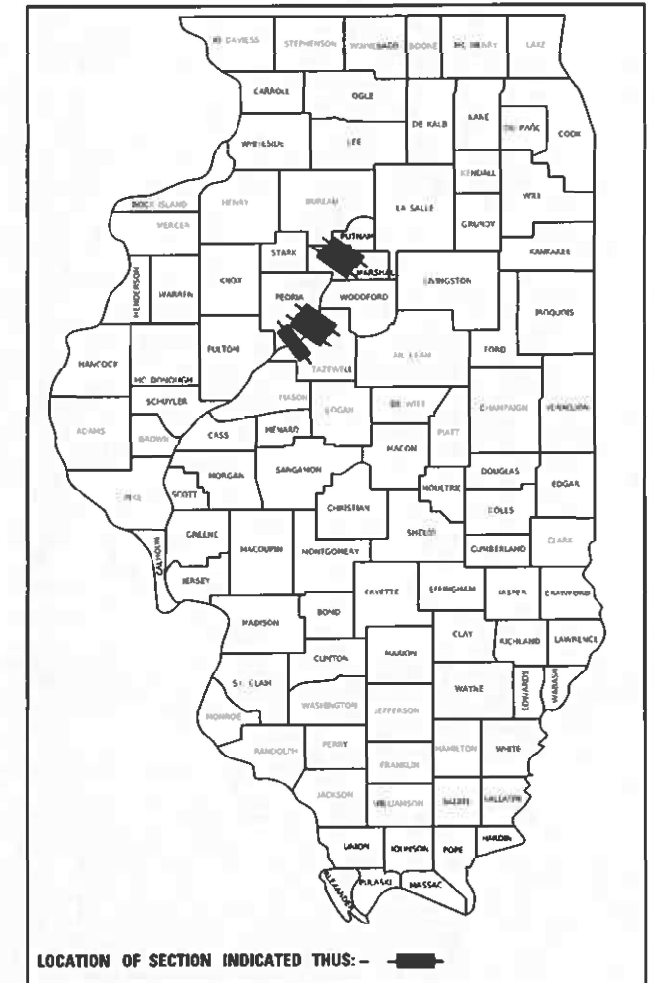 JO DAVIESS STEPHENSON WINNEBAGO BOONE MC HENRY LAKE
CARROLL OGLE DE KALB KANE DU PAGE COOK
WHITESIDE LEE
KENDALL
ROCK ISLAND HENRY BUREAU LA SALLE WILL
MERCER GRUNDY
PUTNAM
STARK MARSHALL KANKAKEE
HENDERSON WARREN KNOX PEORIA WOODFORD LIVINGSTON
IROQUOIS
FULTON TAZEWELL MC LEAN FORD
HANCOCK MC DONOUGH
SCHUYLER MASON LOGAN DE WITT CHAMPAIGN VERMILION
ADAMS BROWN CASS MENARD PIATT
MACON
MORGAN SANGAMON DOUGLAS
PIKE SCOTT MOULTRIE EDGAR
CHRISTIAN COLES
GREENE SHELBY
CALHOUN MACOUPIN MONTGOMERY CUMBERLAND CLARK
JERSEY FAYETTE EFFINGHAM JASPER CRAWFORD
BOND
MADISON CLAY RICHLAND LAWRENCE
CLINTON MARION
ST. CLAIR WAYNE EDWARDS WABASH
MONROE WASHINGTON JEFFERSON
RANDOLPH PERRY HAMILTON WHITE
FRANKLIN
JACKSON WILLIAMSON SALINE GALLATIN
UNION JOHNSON POPE HARDIN
ALEXANDER PULASKI MASSAC
LOCATION OF SECTION INDICATED THUS: -